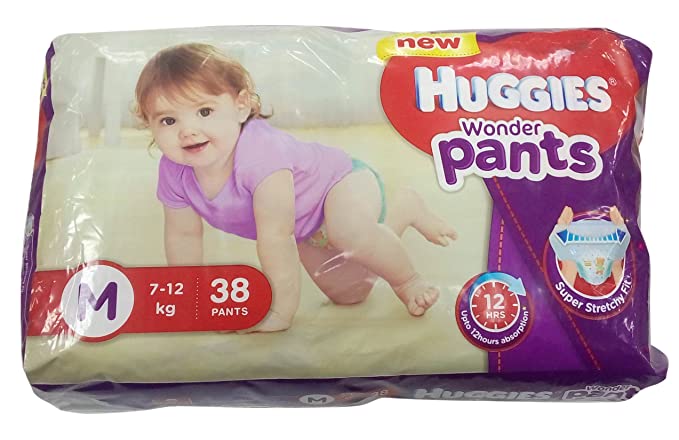 new
HUGGIES®
Wonder
pants
M
7-12
kg
38
PANTS
12
HRS
Upto 12hours absorption*
Super Stretchy Fit
HUGGIES
Wonder
M
38